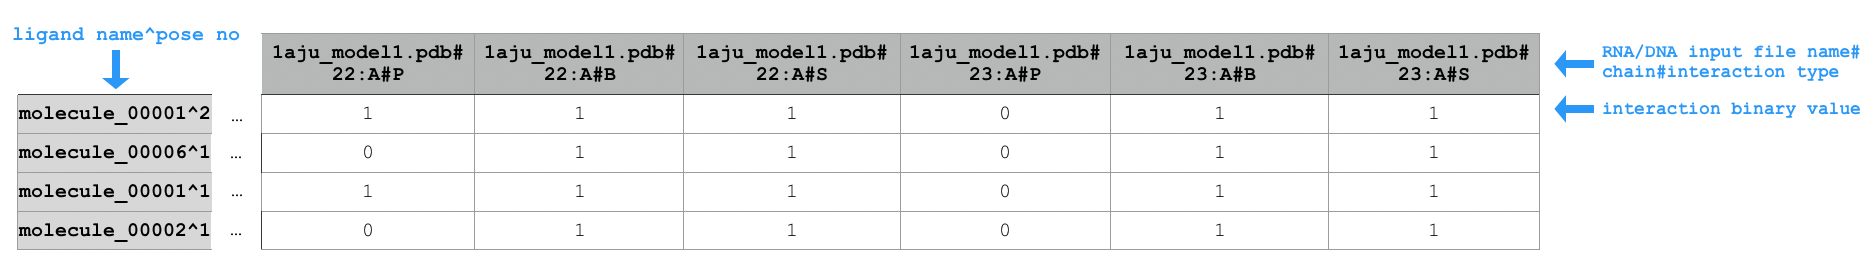 ligand name^pose no
1aju_model1.pdb# 1aju_model1.pdb# 1aju_model1.pdb# 1aju_model1.pdb# 1aju_model1.pdb# 1aju_model1.pdb#
22:A#P 22:A#B 22:A#S 23:A#P 23:A#B 23:A#S
RNA/DNA input file name#
chain#interaction type
molecule_00001^2 … 1 1 1 0 1 1
interaction binary value
molecule_00006^1 … 0 1 1 0 1 1
molecule_00001^1 … 1 1 1 0 1 1
molecule_00002^1 … 0 1 1 0 1 1